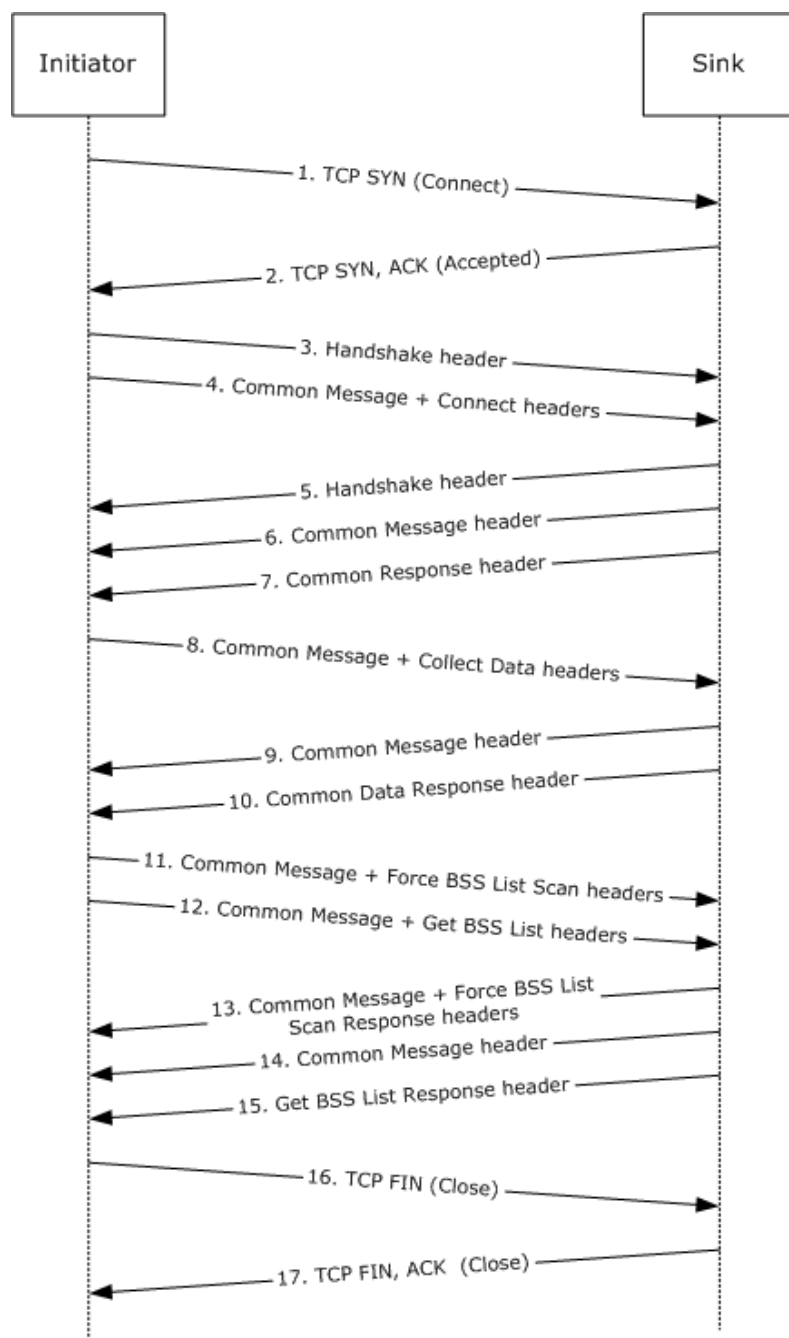 Initiator
Sink
1. TCP SYN (Connect)
2. TCP SYN, ACK (Accepted)
3. Handshake header
4. Common Message + Connect headers
5. Handshake header
6. Common Message header
7. Common Response header
8. Common Message + Collect Data headers
9. Common Message header
10. Common Data Response header
11. Common Message + Force BSS List Scan headers
12. Common Message + Get BSS List headers
13. Common Message + Force BSS List
Scan Response headers
14. Common Message header
15. Get BSS List Response header
16. TCP FIN (Close)
17. TCP FIN, ACK (Close)